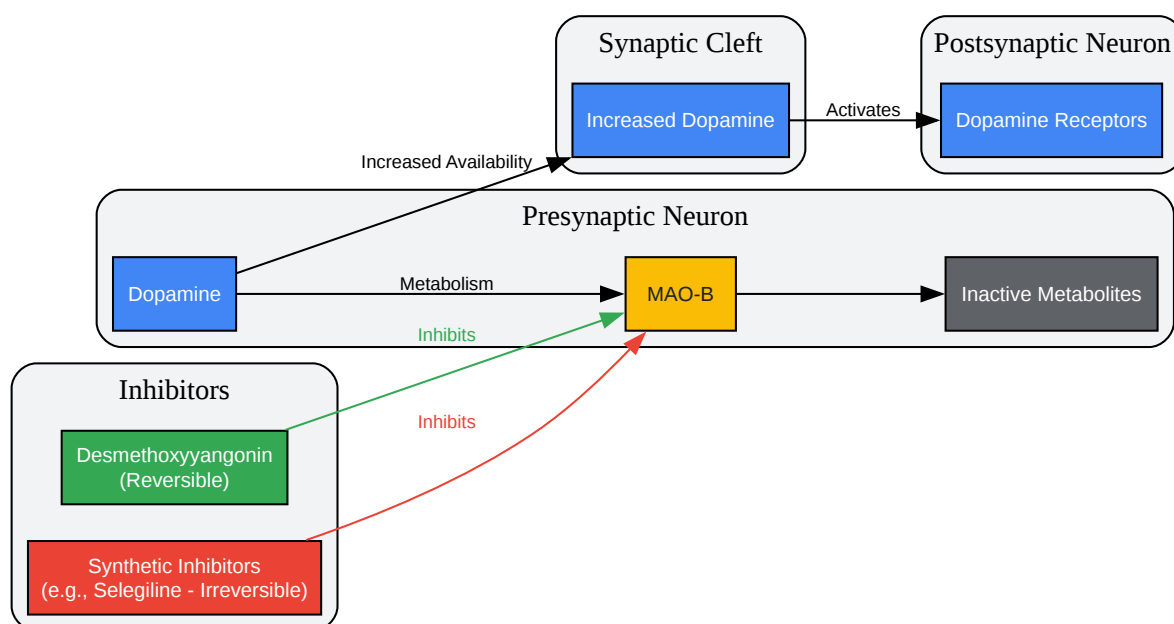 Synaptic Cleft
Postsynaptic Neuron
Increased Dopamine
Activates
Dopamine Receptors
Increased Availability
Presynaptic Neuron
Dopamine
Metabolism
MAO-B
Inactive Metabolites
Inhibits
Inhibitors
Desmethoxyyangonin
(Reversible)
Inhibits
Synthetic Inhibitors
(e.g., Selegiline - Irreversible)